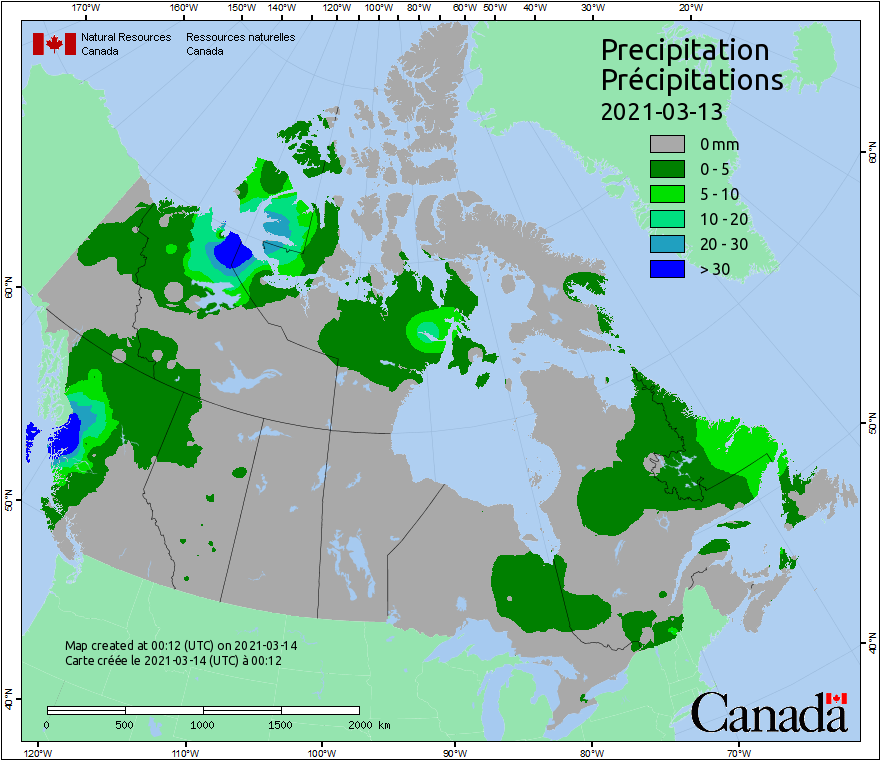 170°W 160°W 150°W 140°W 130°W 120°W 110°W 100°W 90°W 80°W 70°W 60°W 50°W 40°W 30°W 20°W
Natural Resources Ressources naturelles
Canada Canada
Precipitation
Précipitations
2021-03-13
0 mm
0 - 5
5 - 10
10 - 20
20 - 30
> 30
60°N
60°N
50°N
50°N
40°N
40°N
Map created at 00:12 (UTC) on 2021-03-14
Carte créée le 2021-03-14 (UTC) à 00:12
0 500 1000 1500 2000 km
Canada
120°W 110°W 100°W 90°W 80°W 70°W